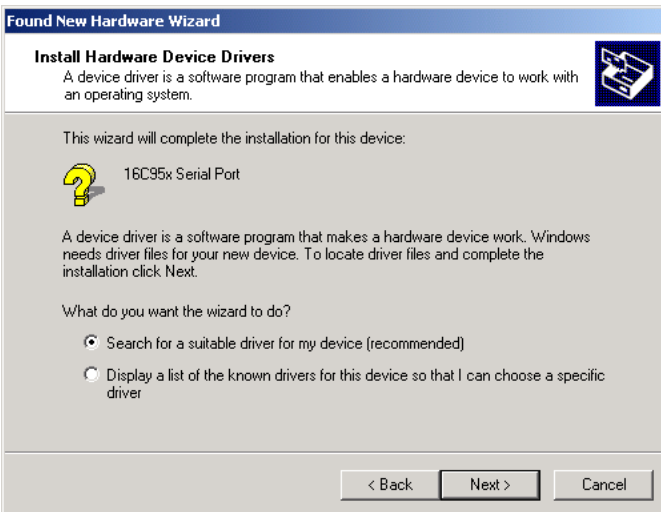 Found New Hardware Wizard
Install Hardware Device Drivers
A device driver is a software program that enables a hardware device to work with
an operating system.
This wizard will complete the installation for this device:
16C95x Serial Port
A device driver is a software program that makes a hardware device work. Windows
needs driver files for your new device. To locate driver files and complete the
installation click Next.
What do you want the wizard to do?
Search for a suitable driver for my device (recommended)
Display a list of the known drivers for this device so that I can choose a specific
driver
< Back
Next >
Cancel